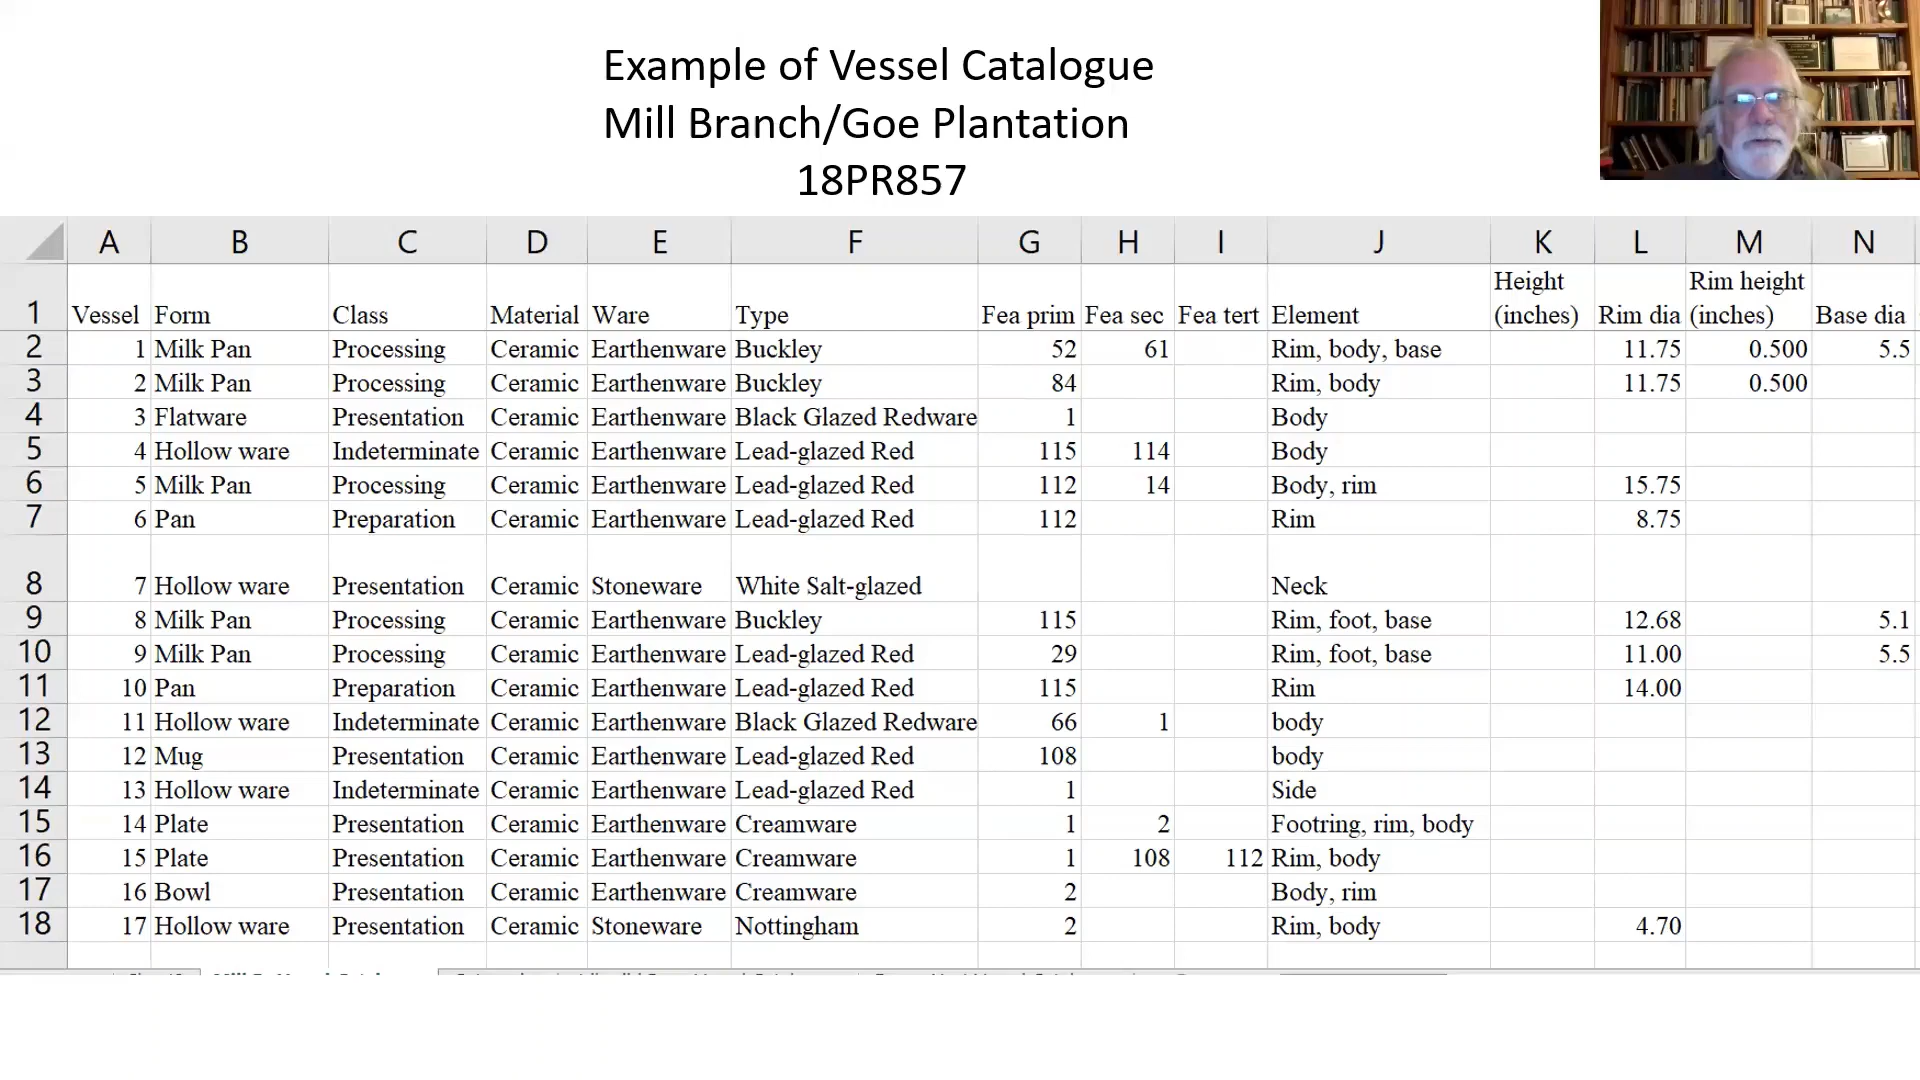 Example of Vessel Catalogue
Mill Branch/Goe Plantation
18PR857
A B C D E F G H I J K L M N
1 Vessel Form Class Material Ware Type Fea prim Fea sec Fea tert Element Height (inches) Rim dia Rim height (inches) Base dia
2 1 Milk Pan Processing Ceramic Earthenware Buckley 52 61 Rim, body, base 11.75 0.500 5.5
3 2 Milk Pan Processing Ceramic Earthenware Buckley 84 Rim, body 11.75 0.500
4 3 Flatware Presentation Ceramic Earthenware Black Glazed Redware 1 Body
5 4 Hollow ware Indeterminate Ceramic Earthenware Lead-glazed Red 115 114 Body
6 5 Milk Pan Processing Ceramic Earthenware Lead-glazed Red 112 14 Body, rim 15.75
7 6 Pan Preparation Ceramic Earthenware Lead-glazed Red 112 Rim 8.75
8 7 Hollow ware Presentation Ceramic Stoneware White Salt-glazed Neck
9 8 Milk Pan Processing Ceramic Earthenware Buckley 115 Rim, foot, base 12.68 5.1
10 9 Milk Pan Processing Ceramic Earthenware Lead-glazed Red 29 Rim, foot, base 11.00 5.5
11 10 Pan Preparation Ceramic Earthenware Lead-glazed Red 115 Rim 14.00
12 11 Hollow ware Indeterminate Ceramic Earthenware Black Glazed Redware 66 1 body
13 12 Mug Presentation Ceramic Earthenware Lead-glazed Red 108 body
14 13 Hollow ware Indeterminate Ceramic Earthenware Lead-glazed Red 1 Side
15 14 Plate Presentation Ceramic Earthenware Creamware 1 2 Footring, rim, body
16 15 Plate Presentation Ceramic Earthenware Creamware 1 108 112 Rim, body
17 16 Bowl Presentation Ceramic Earthenware Creamware 2 Body, rim
18 17 Hollow ware Presentation Ceramic Stoneware Nottingham 2 Rim, body 4.70